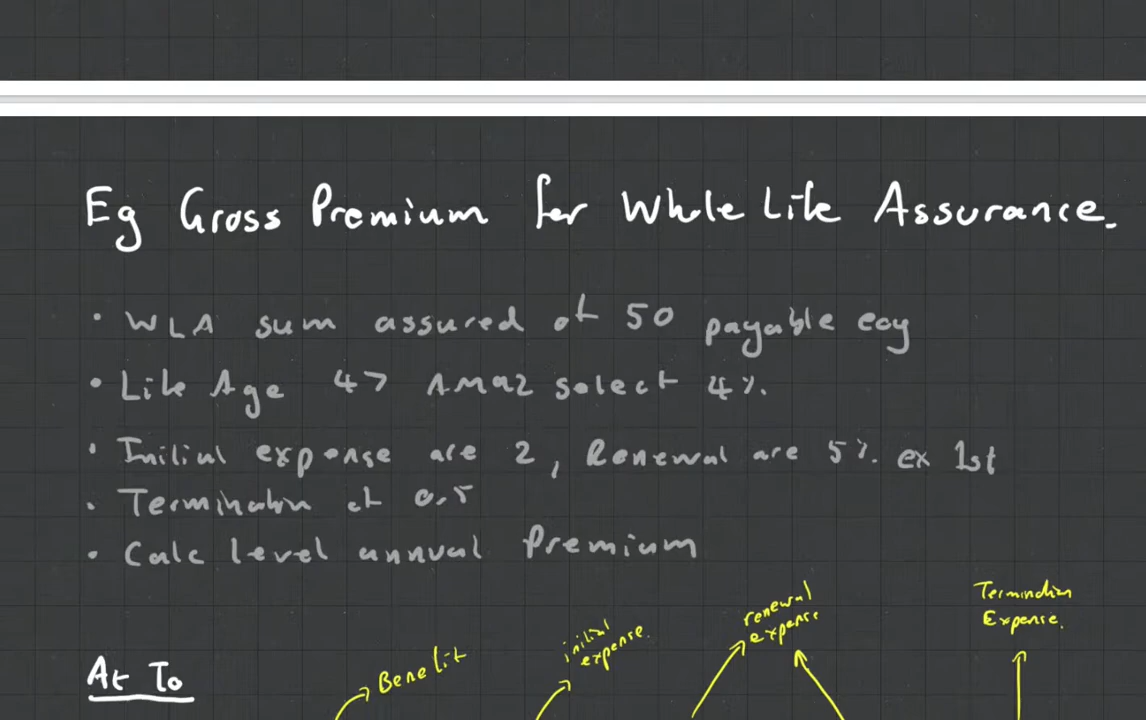 Eg Gross Premium for Whole Life Assurance.
• WLA sum assured of 50 payable eoy
• Life Age 47 AM92 select 4%.
• Initial expense are 2, Renewal are 5%. ex 1st
• Termination of 0.5
• Calc level annual Premium
renewal expense
Termination Expense.
initial expense.
Benefit
At To